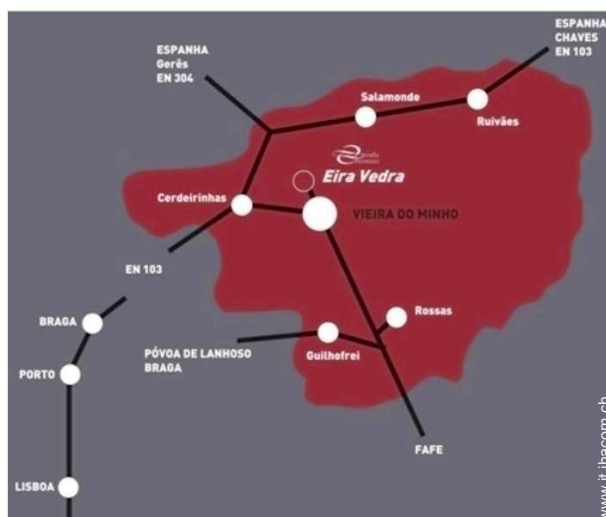 ESPANHA
CHAVES
EN 103
ESPANHA
Gerês
EN 304
Salamonde
Ruivães
Eira Vedra
Cerdeirinhas
VIEIRA DO MINHO
EN 103
BRAGA
Rossas
PÓVOA DE LANHOSO
BRAGA
Guilhofrei
PORTO
FAFE
LISBOA
www.it.ibacom.ch